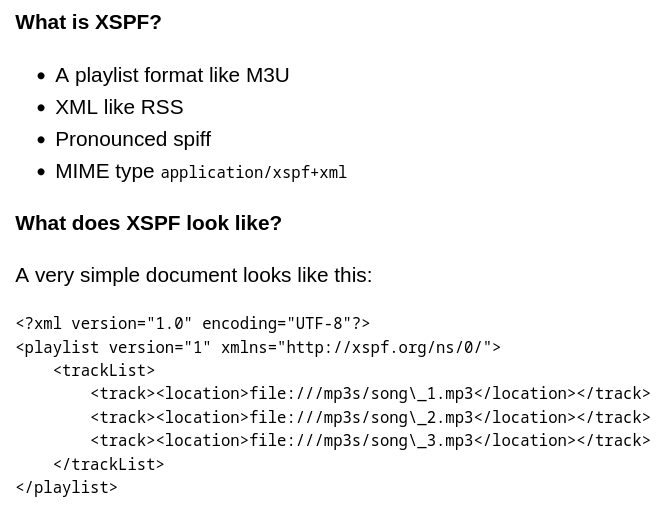 What is XSPF?
• A playlist format like M3U
• XML like RSS
• Pronounced spiff
• MIME type application/xspf+xml
What does XSPF look like?
A very simple document looks like this:
<?xml version="1.0" encoding="UTF-8"?>
<playlist version="1" xmlns="http://xspf.org/ns/0/">
    <trackList>
        <track><location>file:///mp3s/song\_1.mp3</location></track>
        <track><location>file:///mp3s/song\_2.mp3</location></track>
        <track><location>file:///mp3s/song\_3.mp3</location></track>
    </trackList>
</playlist>